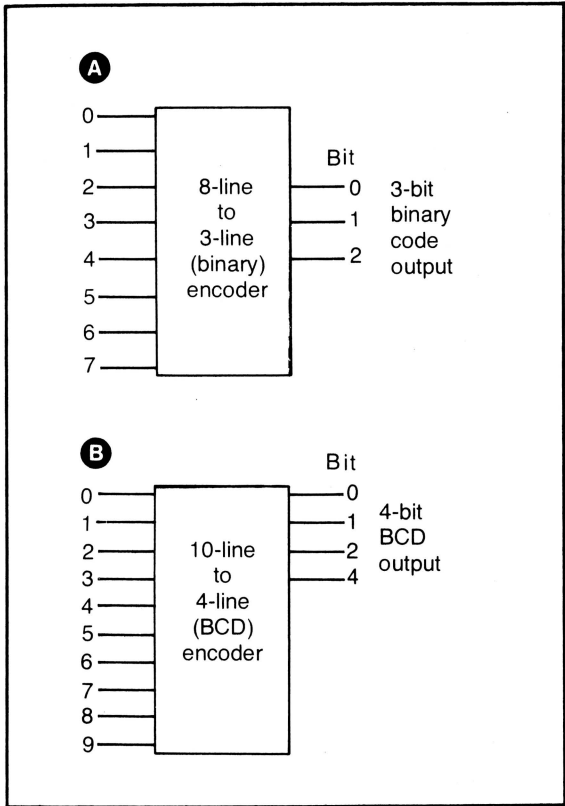 A
0
1
2
3
4
5
6
7
8-line
to
3-line
(binary)
encoder
Bit
0
1
2
3-bit
binary
code
output
B
0
1
2
3
4
5
6
7
8
9
10-line
to
4-line
(BCD)
encoder
Bit
0
1
2
4
4-bit
BCD
output